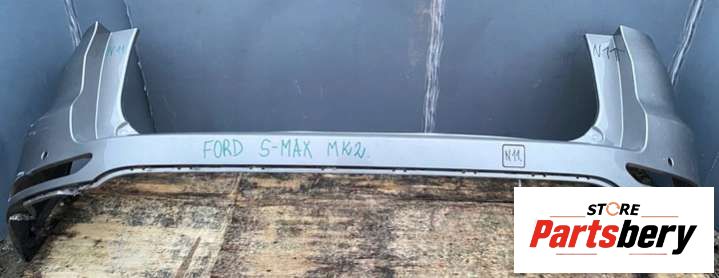 N11
N11
FORD S-MAX MK2.
N11.
STORE
Partsbery